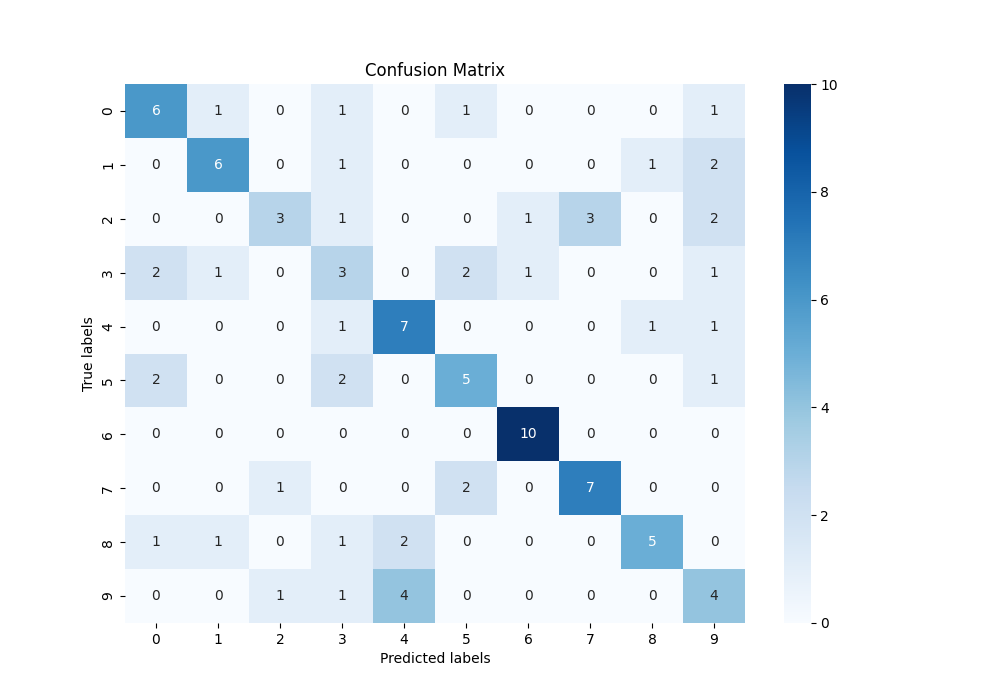 Confusion Matrix
0 6 1 0 1 0 1 0 0 0 1
1 0 6 0 1 0 0 0 0 1 2
2 0 0 3 1 0 0 1 3 0 2
3 2 1 0 3 0 2 1 0 0 1
4 0 0 0 1 7 0 0 0 1 1
5 2 0 0 2 0 5 0 0 0 1
6 0 0 0 0 0 0 10 0 0 0
7 0 0 1 0 0 2 0 7 0 0
8 1 1 0 1 2 0 0 0 5 0
9 0 0 1 1 4 0 0 0 0 4
0 1 2 3 4 5 6 7 8 9
Predicted labels
True labels
10
8
6
4
2
0